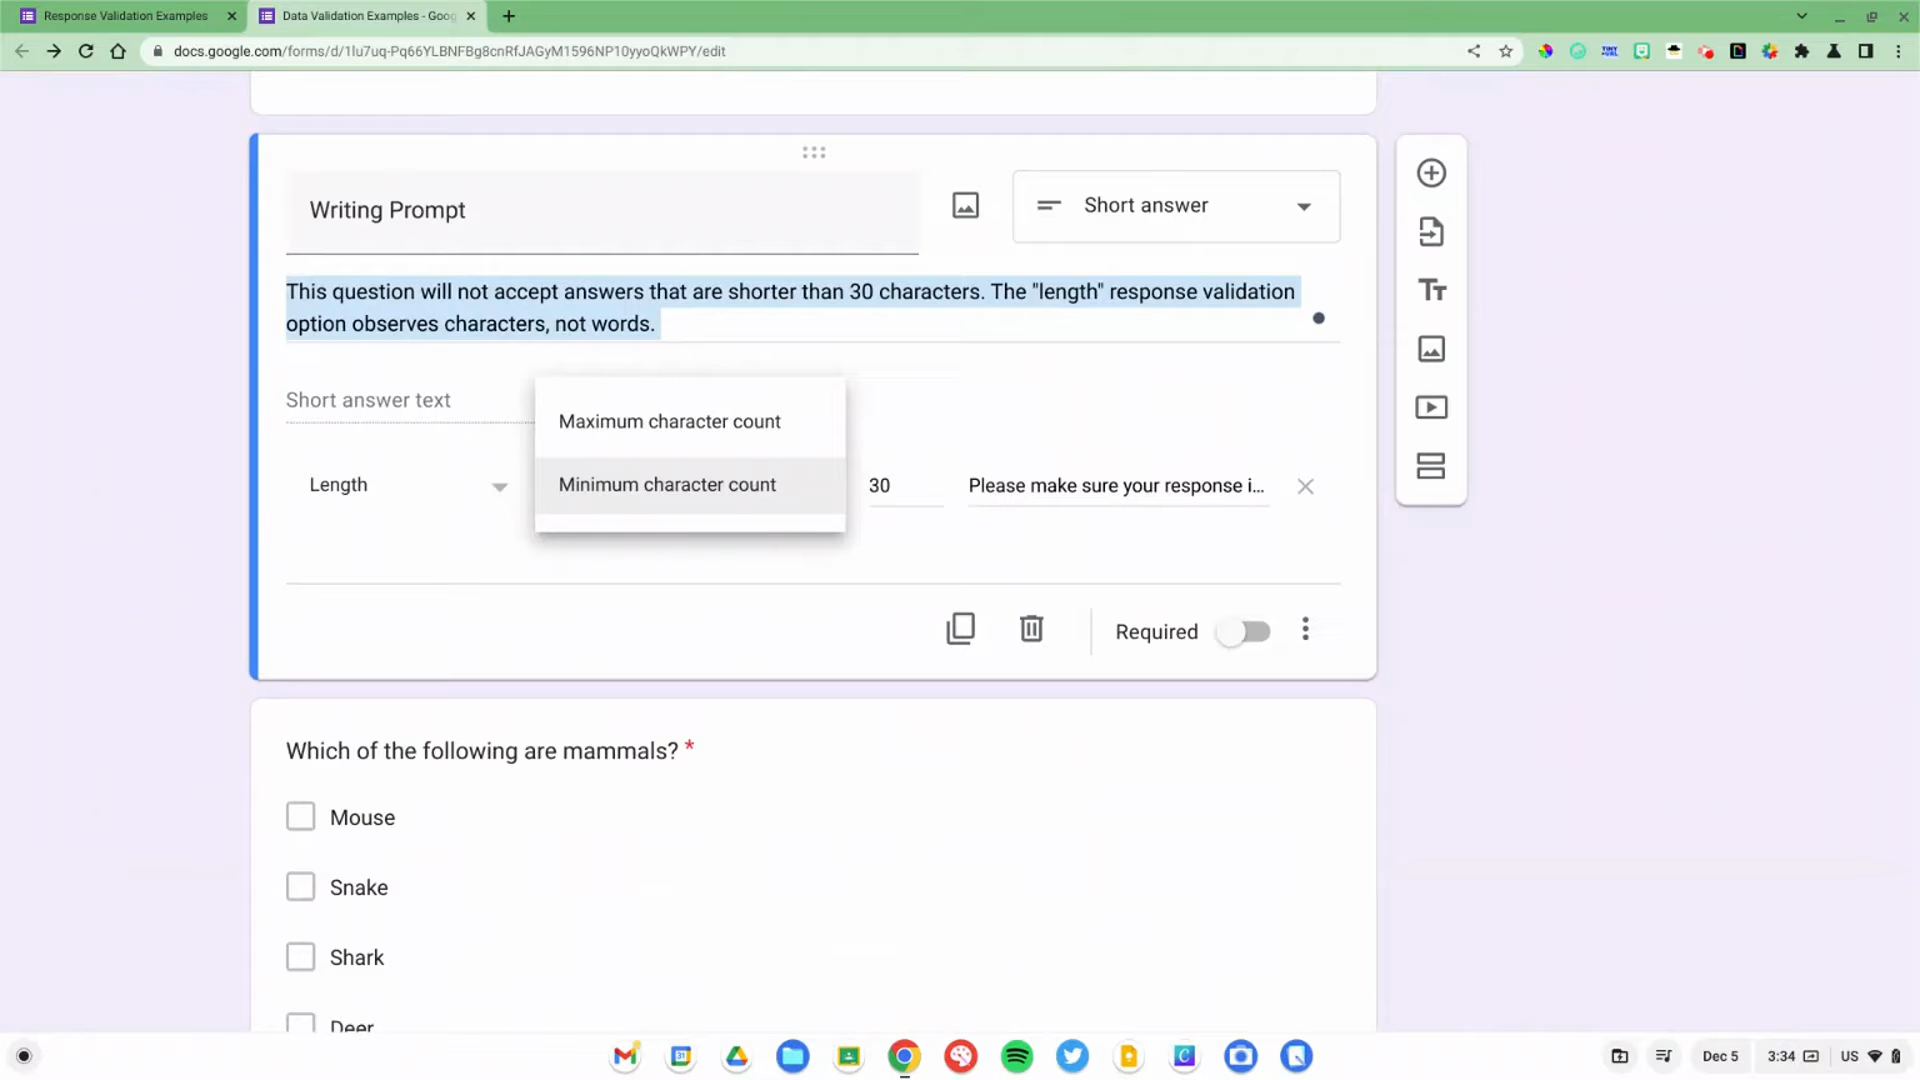 Response Validation Examples
Data Validation Examples - Goog
docs.google.com/forms/d/1lu7uq-Pq66YLBNFBg8cnRfJAGyM1596NP10yyoQkWPY/edit
Writing Prompt
Short answer
This question will not accept answers that are shorter than 30 characters. The "length" response validation
option observes characters, not words.
Short answer text
Maximum character count
Length
Minimum character count
30
Please make sure your response i...
Required
Which of the following are mammals? *
Mouse
Snake
Shark
Deer
31
Dec 5
3:34
US